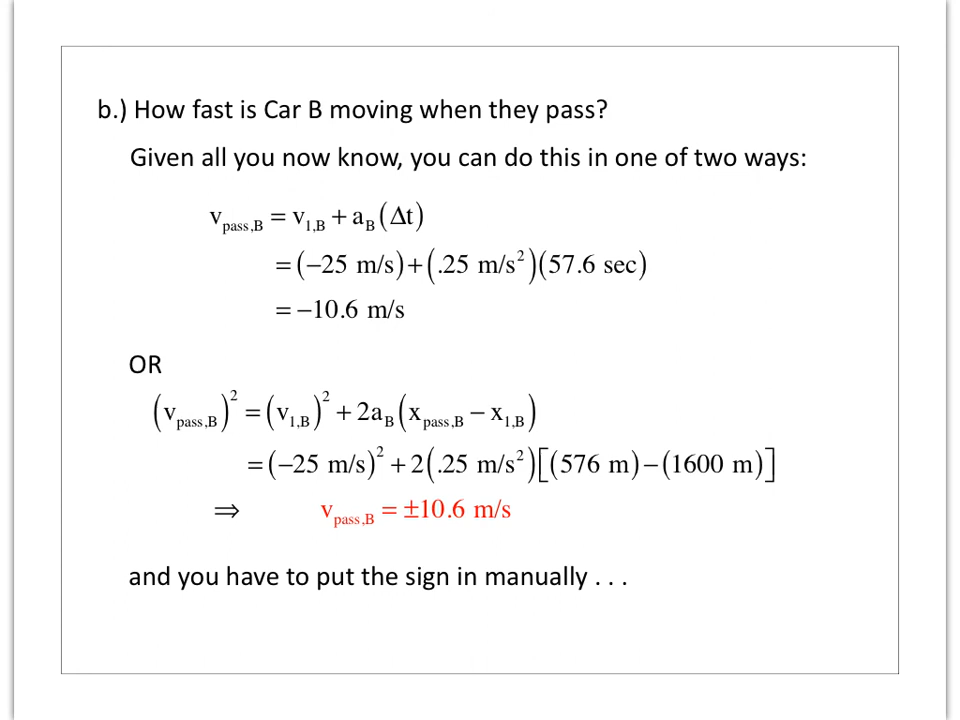 b.) How fast is Car B moving when they pass?
Given all you now know, you can do this in one of two ways:
v_pass,B = v_1,B + a_B (Δt)
= (−25 m/s) + (.25 m/s²)(57.6 sec)
= −10.6 m/s
OR
(v_pass,B)² = (v_1,B)² + 2a_B (x_pass,B − x_1,B)
= (−25 m/s)² + 2(.25 m/s²)[(576 m) − (1600 m)]
⇒ v_pass,B = ±10.6 m/s
and you have to put the sign in manually . . .